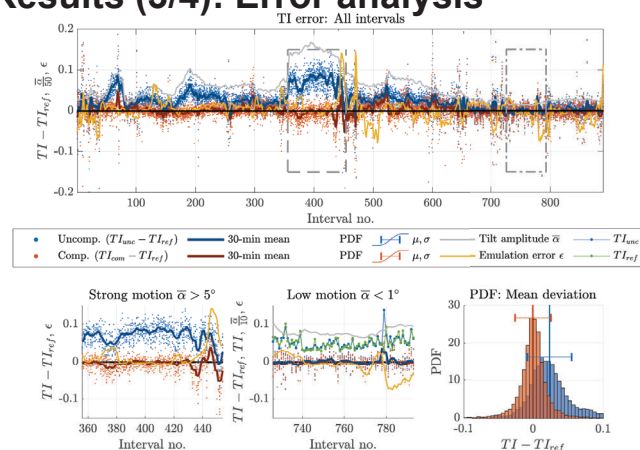 Results (3/4): Error analysis
TI error: All intervals
TI − TI_ref, α̅/50, ϵ
0.2
0.1
0
-0.1
-0.2
100 200 300 400 500 600 700 800
Interval no.
Uncomp. (TI_unc − TI_ref) 30-min mean PDF μ, σ Tilt amplitude α̅ TI_unc
Comp. (TI_com − TI_ref) 30-min mean PDF μ, σ Emulation error ϵ TI_ref
Strong motion α̅ > 5°
TI − TI_ref, ϵ
0.1
0
-0.1
360 380 400 420 440
Interval no.
Low motion α̅ < 1°
TI − TI_ref, TI, α̅/10, ϵ
0.1
0
-0.1
740 760 780
Interval no.
PDF: Mean deviation
PDF
30
20
10
0
-0.1 0 0.1
TI − TI_ref